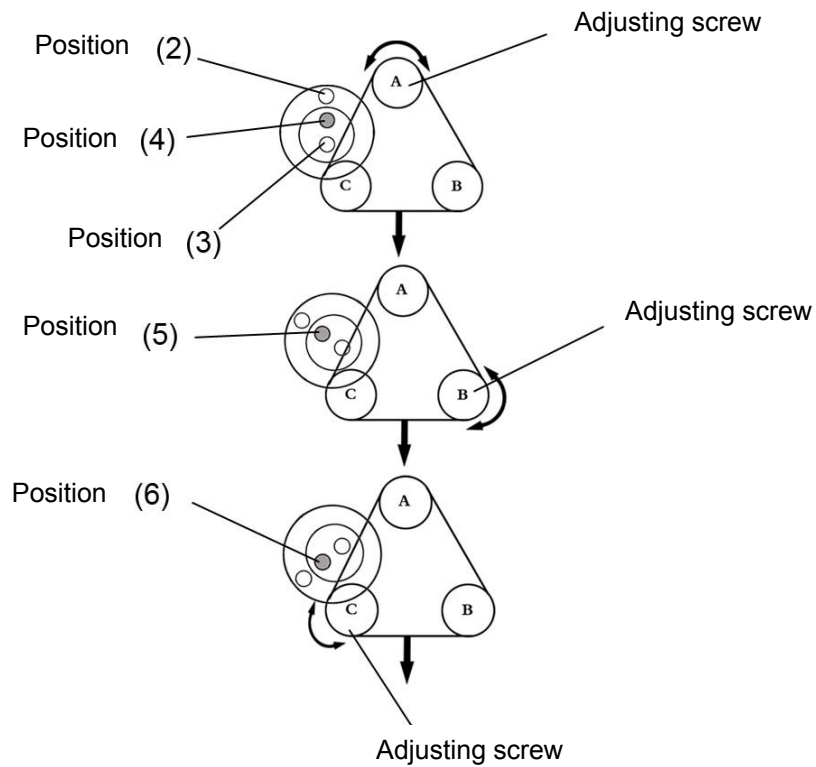 Adjusting screw
Position (2)
A
Position (4)
C
B
Position (3)
A
Adjusting screw
Position (5)
C
B
Position (6)
A
C
B
Adjusting screw